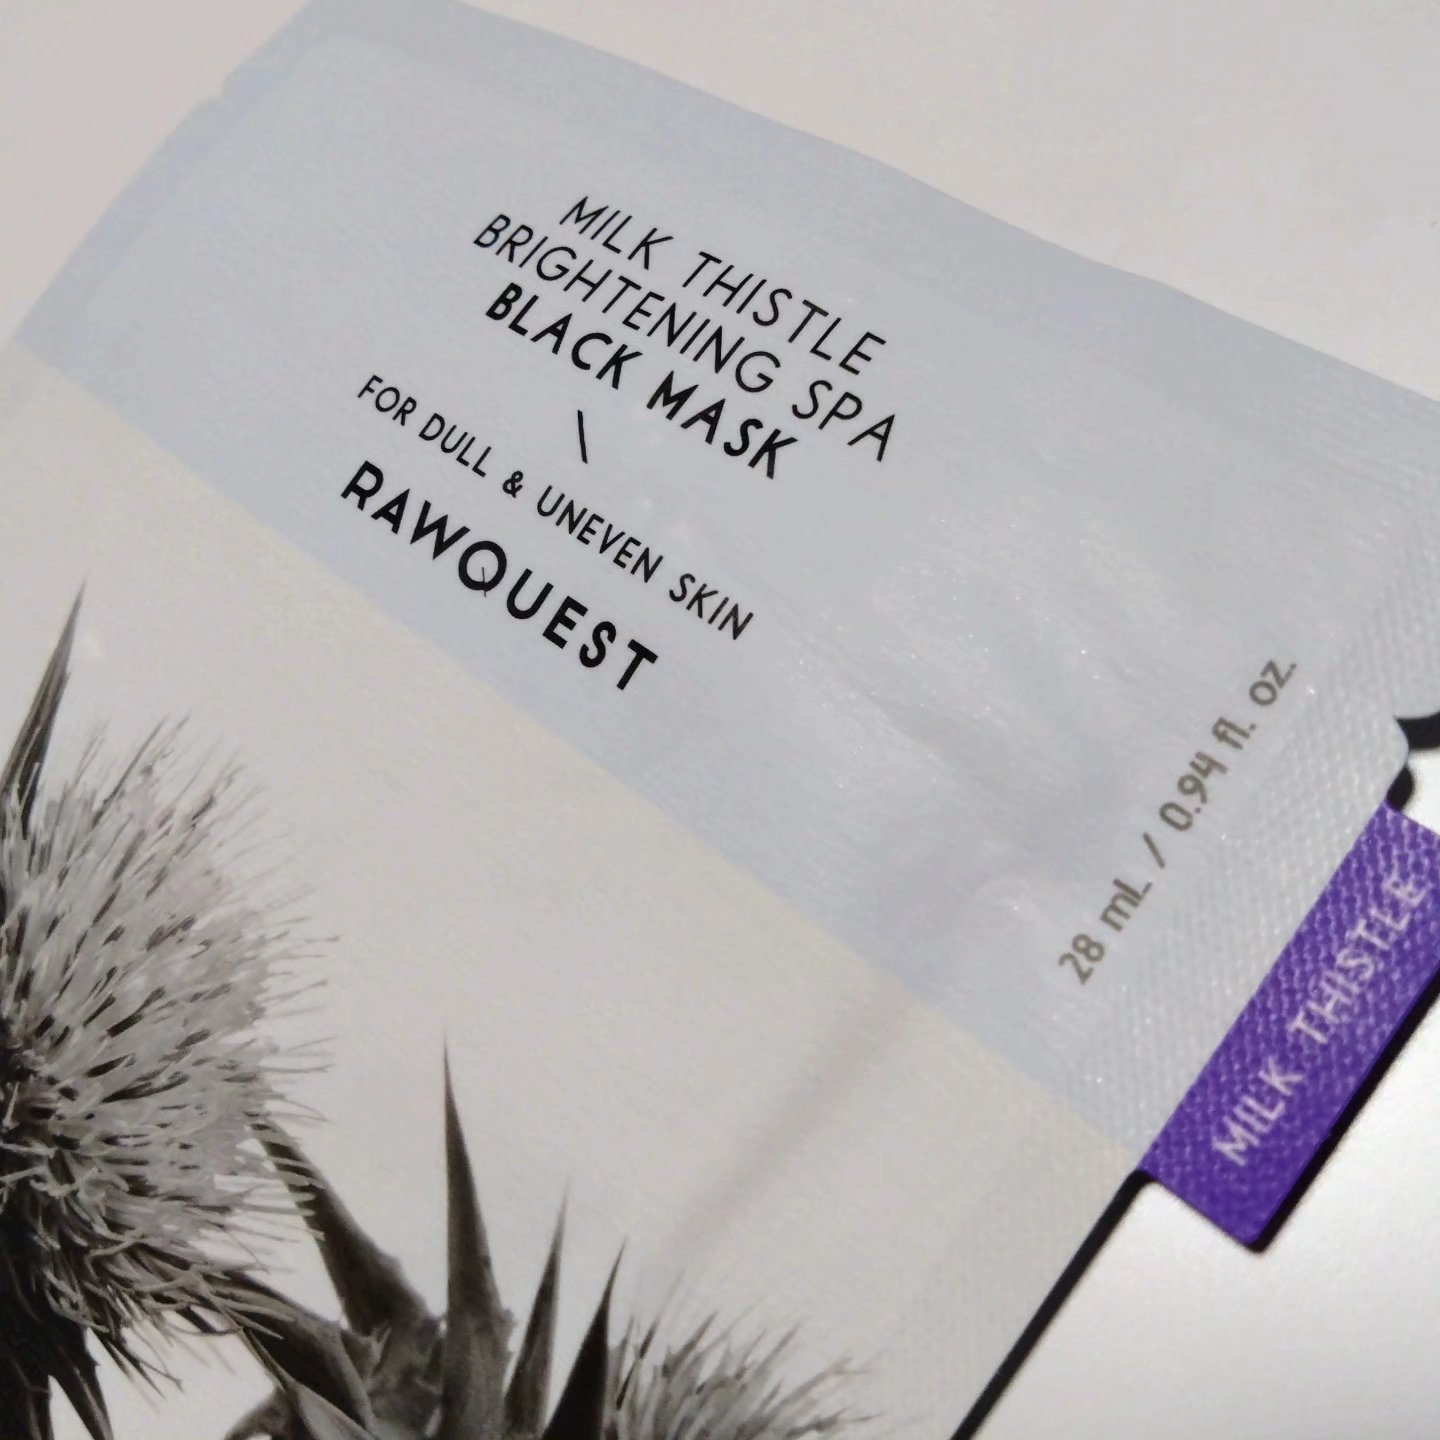 MILK THISTLE
BRIGHTENING SPA
BLACK MASK
\
FOR DULL & UNEVEN SKIN
RAWQUEST
28 mL / 0.94 fl. oz.
MILK THISTLE